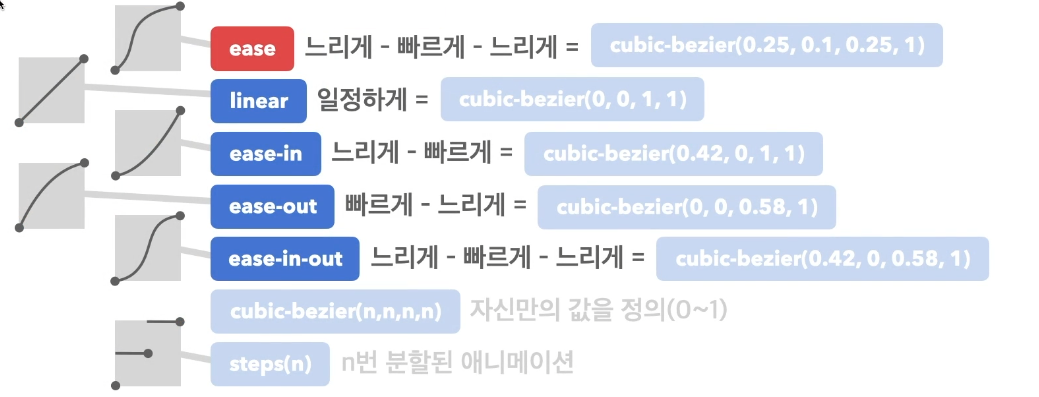 ease 느리게 - 빠르게 - 느리게 = cubic-bezier(0.25, 0.1, 0.25, 1)
linear 일정하게 = cubic-bezier(0, 0, 1, 1)
ease-in 느리게 - 빠르게 = cubic-bezier(0.42, 0, 1, 1)
ease-out 빠르게 - 느리게 = cubic-bezier(0, 0, 0.58, 1)
ease-in-out 느리게 - 빠르게 - 느리게 = cubic-bezier(0.42, 0, 0.58, 1)
cubic-bezier(n,n,n,n) 자신만의 값을 정의(0~1)
steps(n) n번 분할된 애니메이션